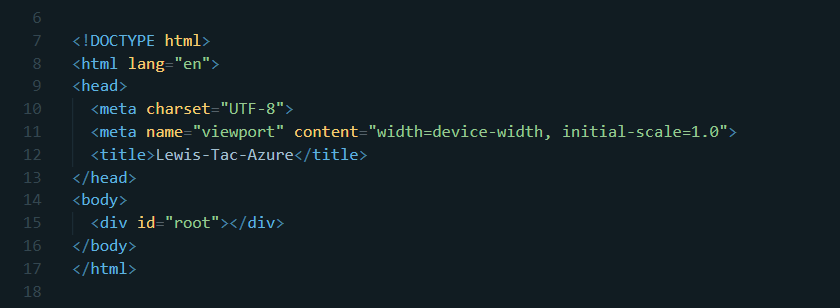 6
7 <!DOCTYPE html>
8 <html lang="en">
9 <head>
10   <meta charset="UTF-8">
11   <meta name="viewport" content="width=device-width, initial-scale=1.0">
12   <title>Lewis-Tac-Azure</title>
13 </head>
14 <body>
15   <div id="root"></div>
16 </body>
17 </html>
18